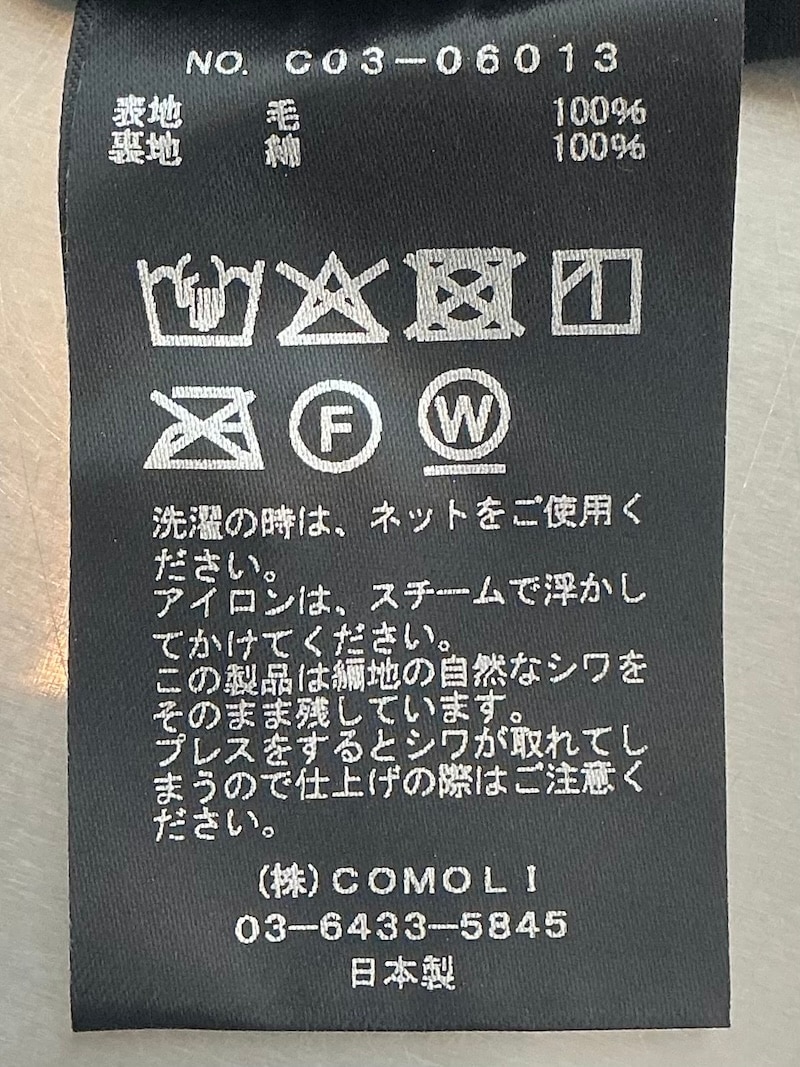 NO. C03-06013
表地 毛 100%
裏地 綿 100%
F W
洗濯の時は、ネットをご使用く
ださい。
アイロンは、スチームで浮かし
てかけてください。
この製品は綿地の自然なシワを
そのまま残しています。
プレスをするとシワが取れてし
まうので仕上げの際はご注意く
ださい。
(株)COMOLI
03-6433-5845
日本製